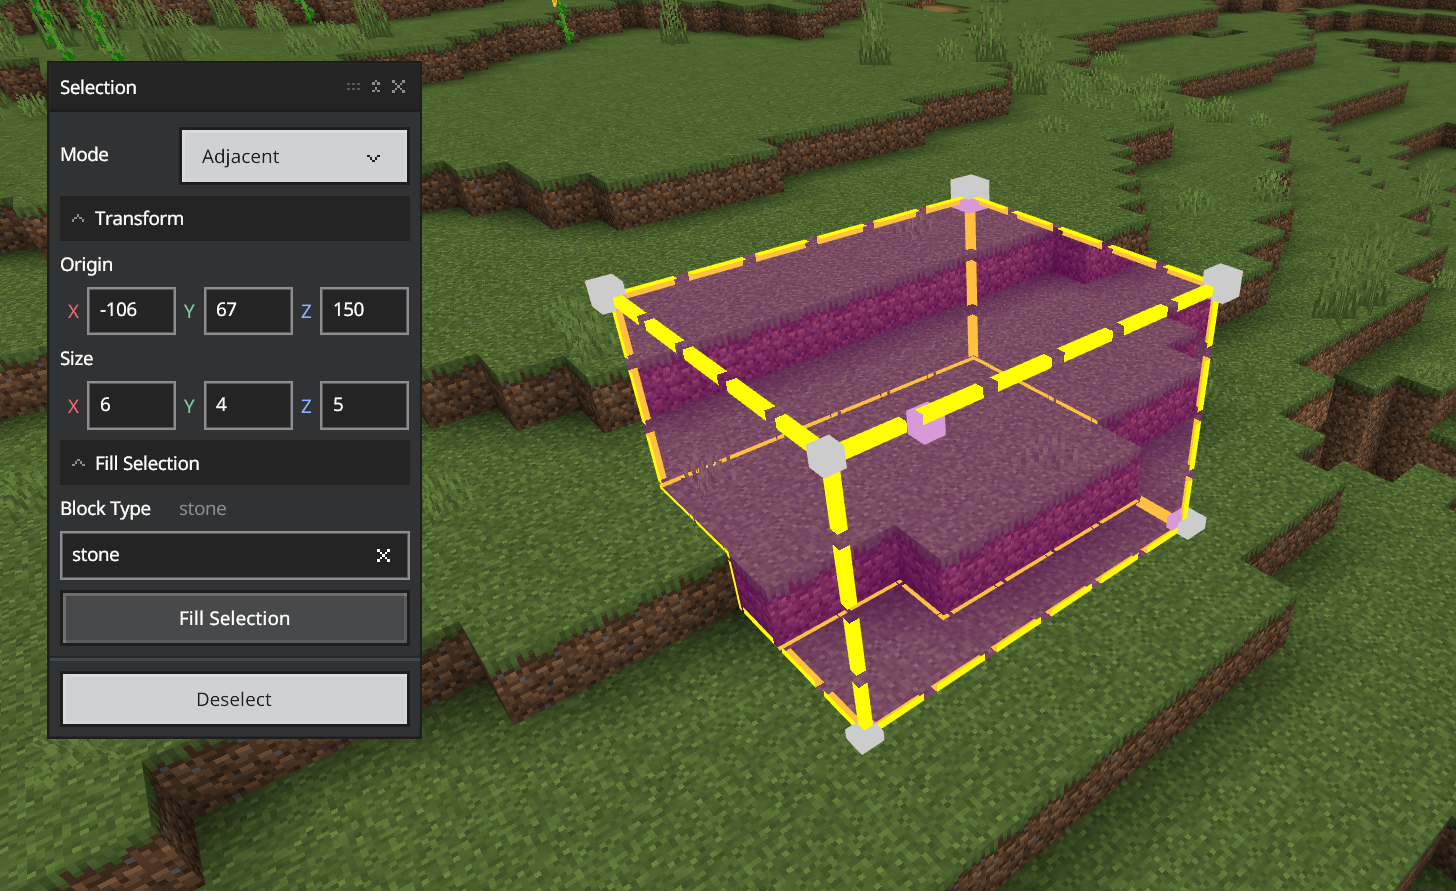 Selection
Mode Adjacent
Transform
Origin
X -106 Y 67 Z 150
Size
X 6 Y 4 Z 5
Fill Selection
Block Type stone
stone
Fill Selection
Deselect